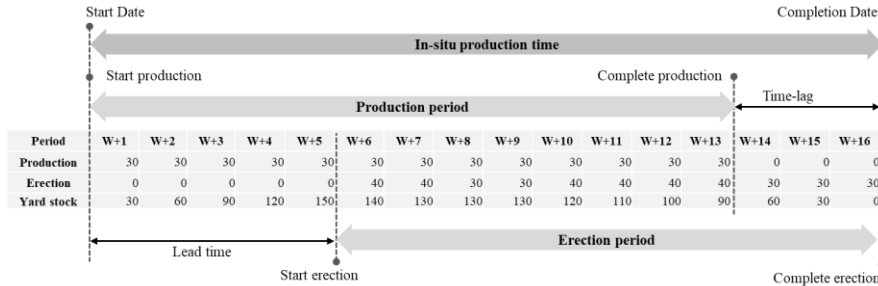 Start Date Completion Date
In-situ production time
Start production Complete production
Production period Time-lag
Period W+1 W+2 W+3 W+4 W+5 W+6 W+7 W+8 W+9 W+10 W+11 W+12 W+13 W+14 W+15 W+16
Production 30 30 30 30 30 30 30 30 30 30 30 30 30 0 0 0
Erection 0 0 0 0 0 40 40 30 30 40 40 40 40 30 30 30
Yard stock 30 60 90 120 150 140 130 130 130 120 110 100 90 60 30 0
Lead time Erection period
Start erection Complete erection